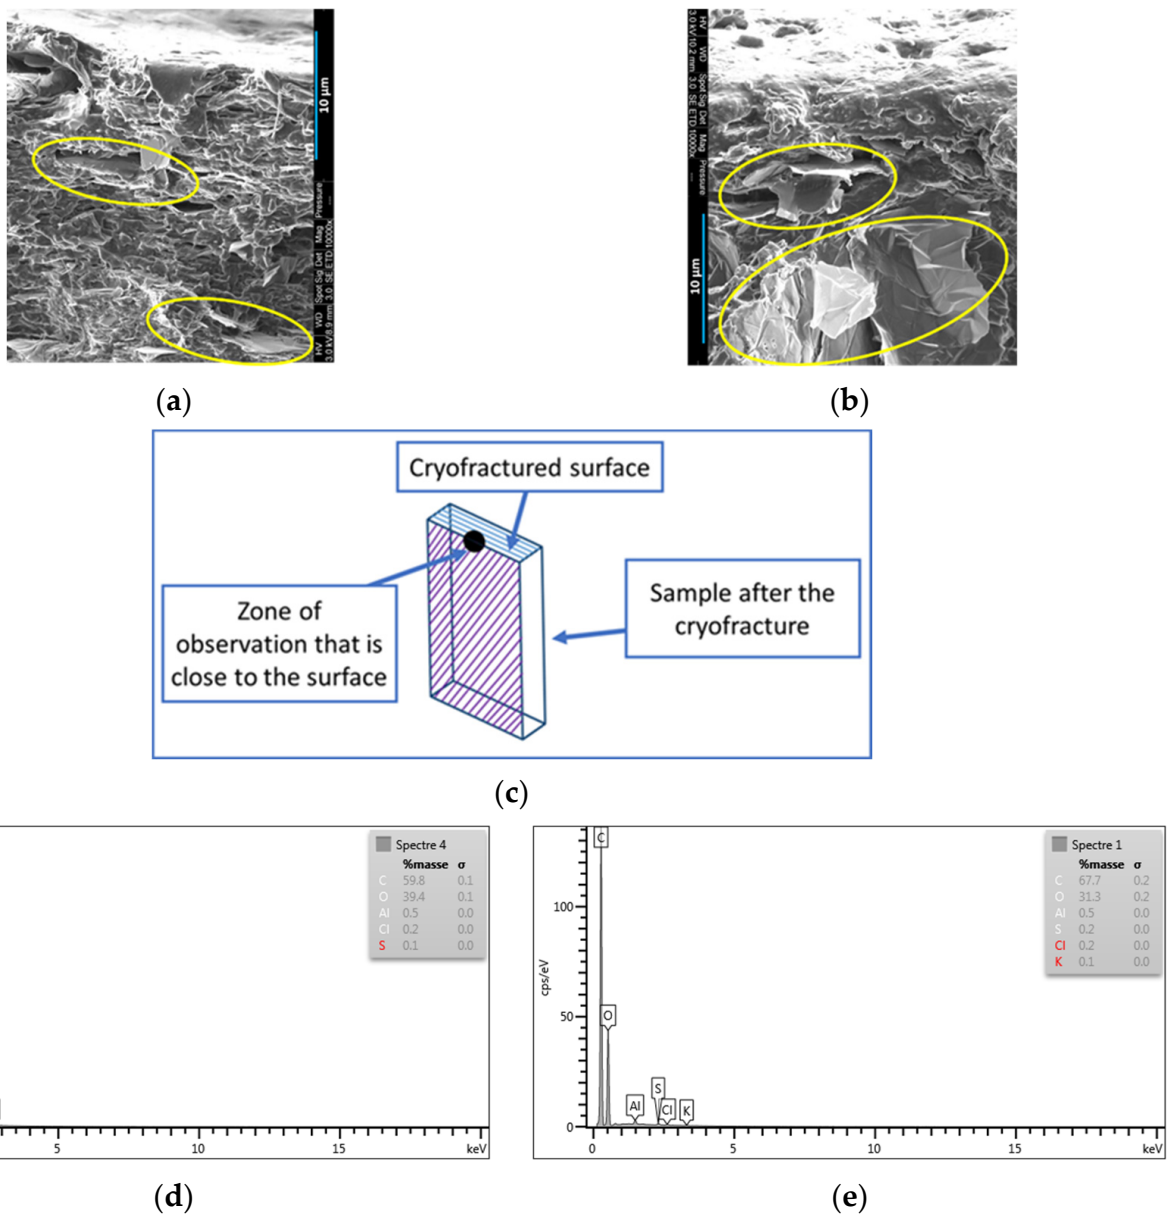 10 µm
HV WD Spot Sig Det Mag Pressure
3.0 kV 8.9 mm 3.0 SE ETD 10000x ---
HV WD Spot Sig Det Mag Pressure
3.0 kV 10.2 mm 3.0 SE ETD 10000x ---
10 µm
(a)
(b)
Cryofractured surface
Zone of
observation that is
close to the surface
Sample after the
cryofracture
(c)
Spectre 4
%masse σ
C 59.8 0.1
O 39.4 0.1
Al 0.5 0.0
Cl 0.2 0.0
S 0.1 0.0
5 10 15 keV
(d)
Spectre 1
%masse σ
C 67.7 0.2
O 31.3 0.2
Al 0.5 0.0
S 0.2 0.0
Cl 0.2 0.0
K 0.1 0.0
cps/eV
100
50
0
C
O
Al
S
Cl
K
0 5 10 15 keV
(e)